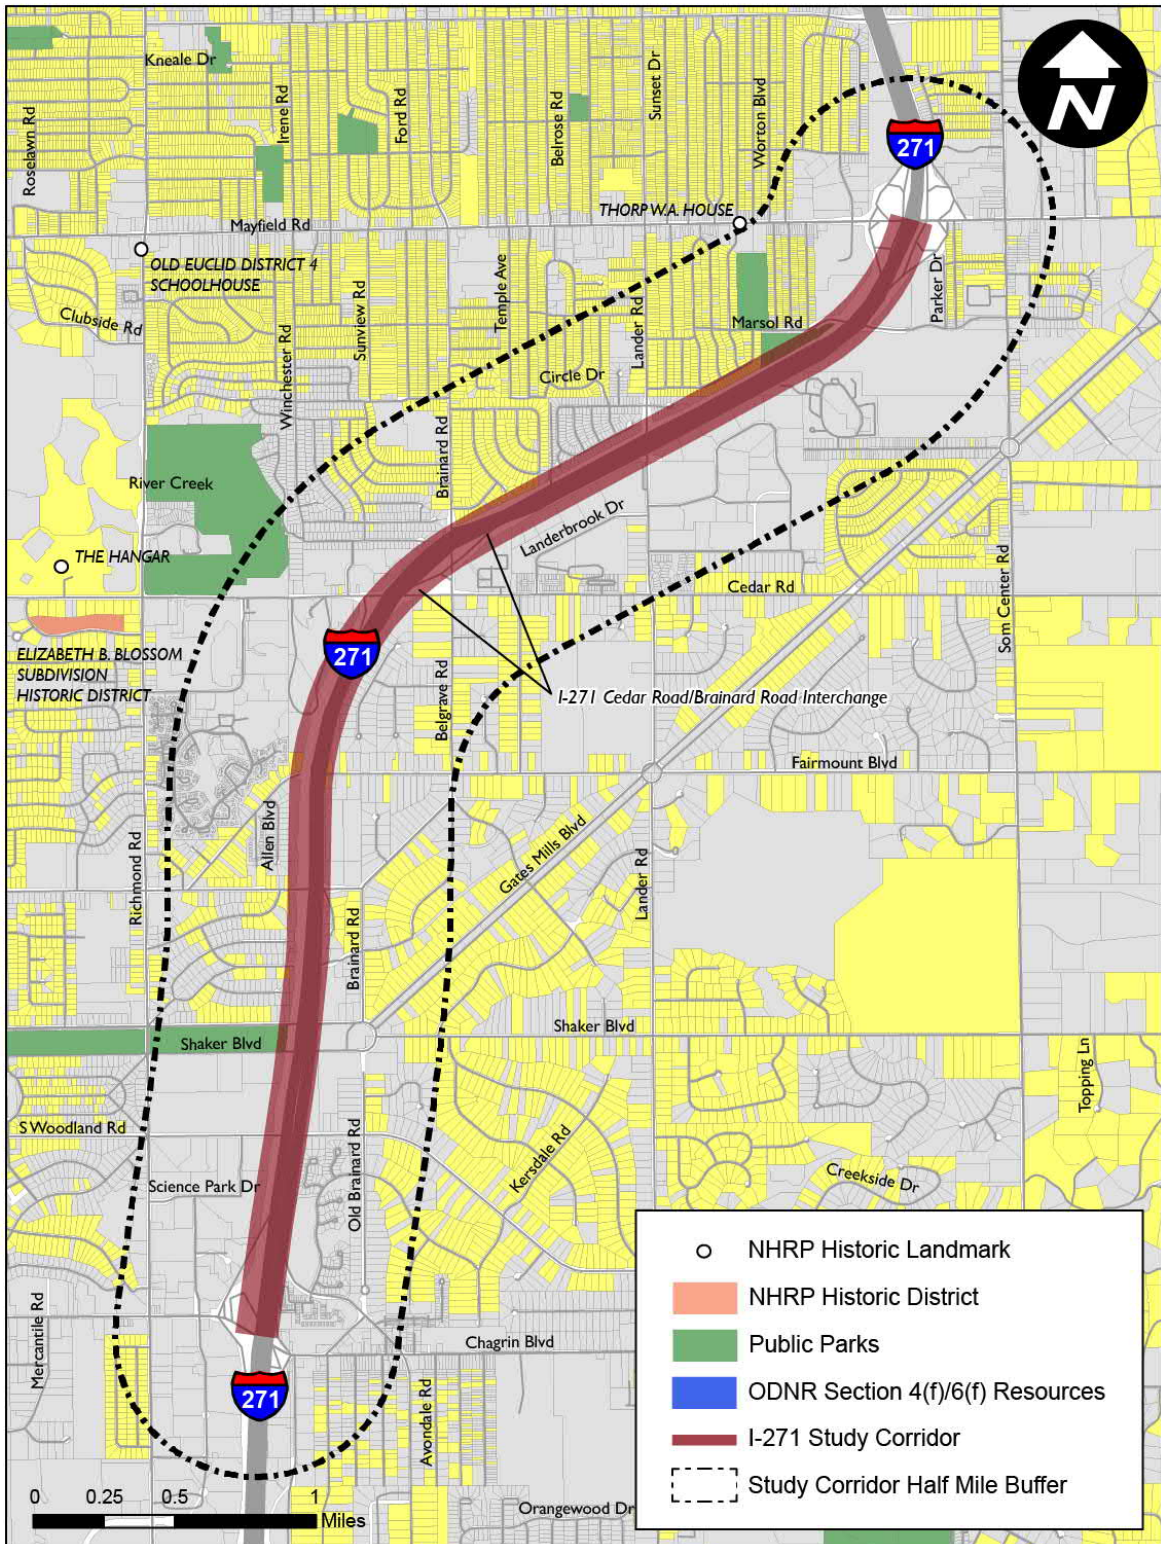 Kneale Dr
Roselawn Rd
Irene Rd
Ford Rd
Belrose Rd
Sunset Dr
Worton Blvd
N
271
THORP W.A. HOUSE
Mayfield Rd
OLD EUCLID DISTRICT 4
SCHOOLHOUSE
Clubside Rd
Winchester Rd
Sunview Rd
Temple Ave
Lander Rd
Marsol Rd
Parker Dr
Circle Dr
Brainard Rd
River Creek
Landerbrook Dr
THE HANGAR
Cedar Rd
Som Center Rd
ELIZABETH B. BLOSSOM
SUBDIVISION
HISTORIC DISTRICT
271
Belgrave Rd
I-271 Cedar Road/Brainard Road Interchange
Fairmount Blvd
Richmond Rd
Allen Blvd
Gates Mills Blvd
Lander Rd
Brainard Rd
Shaker Blvd
Shaker Blvd
Topping Ln
S Woodland Rd
Science Park Dr
Old Brainard Rd
Kersdale Rd
Creekside Dr
Mercantile Rd
Chagrin Blvd
271
Avondale Rd
Orangewood Dr
0 0.25 0.5 1
Miles
NHRP Historic Landmark
NHRP Historic District
Public Parks
ODNR Section 4(f)/6(f) Resources
I-271 Study Corridor
Study Corridor Half Mile Buffer